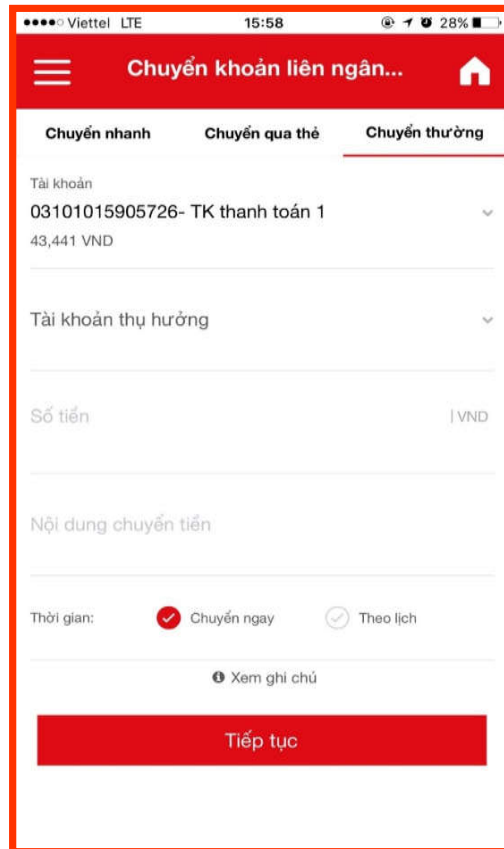 Viettel LTE 15:58 28%
Chuyển khoản liên ngân...
Chuyển nhanh Chuyển qua thẻ Chuyển thường
Tài khoản
03101015905726- TK thanh toán 1
43,441 VND
Tài khoản thụ hưởng
Số tiền | VND
Nội dung chuyển tiền
Thời gian: Chuyển ngay Theo lịch
Xem ghi chú
Tiếp tục